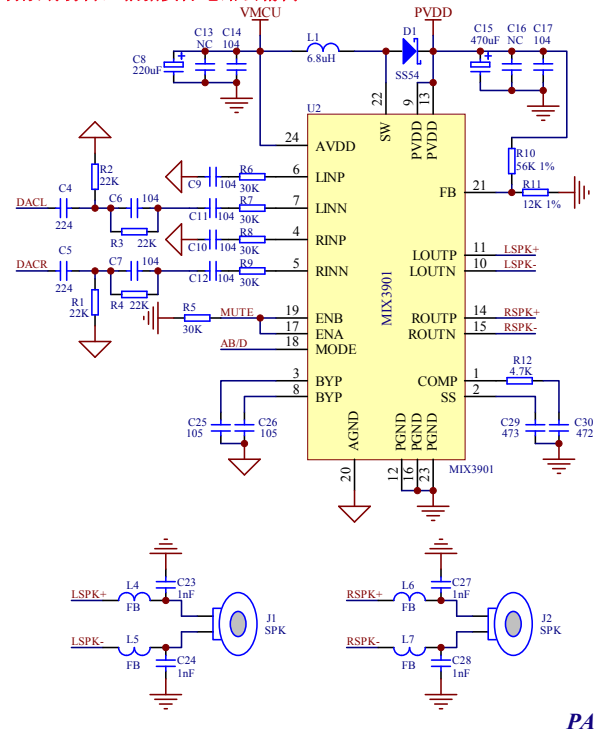 VMCU
PVDD
C13
NC
C14
104
C8
220uF
L1
6.8uH
D1
SS54
C15
470uF
C16
NC
C17
104
U2
22
9
13
SW
PVDD
PVDD
24
AVDD
R10
56K 1%
R2
22K
6
LINP
C9
104
R6
30K
FB
21
R11
12K 1%
C4
224
C6
104
DACL
R3
22K
C11
104
R7
30K
7
LINN
C10
104
R8
30K
4
RINP
LOUTP
11
LSPK+
LOUTN
10
LSPK-
C5
224
C7
104
DACR
R4
22K
C12
104
R9
30K
5
RINN
R1
22K
MIX3901
R5
30K
MUTE
19
ENB
17
ENA
ROUTP
14
RSPK+
ROUTN
15
RSPK-
AB/D
18
MODE
3
BYP
8
BYP
COMP
1
SS
2
R12
4.7K
C25
105
C26
105
C29
473
C30
472
AGND
PGND
PGND
PGND
20
12
16
23
MIX3901
C23
1nF
L4
FB
LSPK+
J1
SPK
LSPK-
L5
FB
C24
1nF
C27
1nF
L6
FB
RSPK+
J2
SPK
RSPK-
L7
FB
C28
1nF
PA